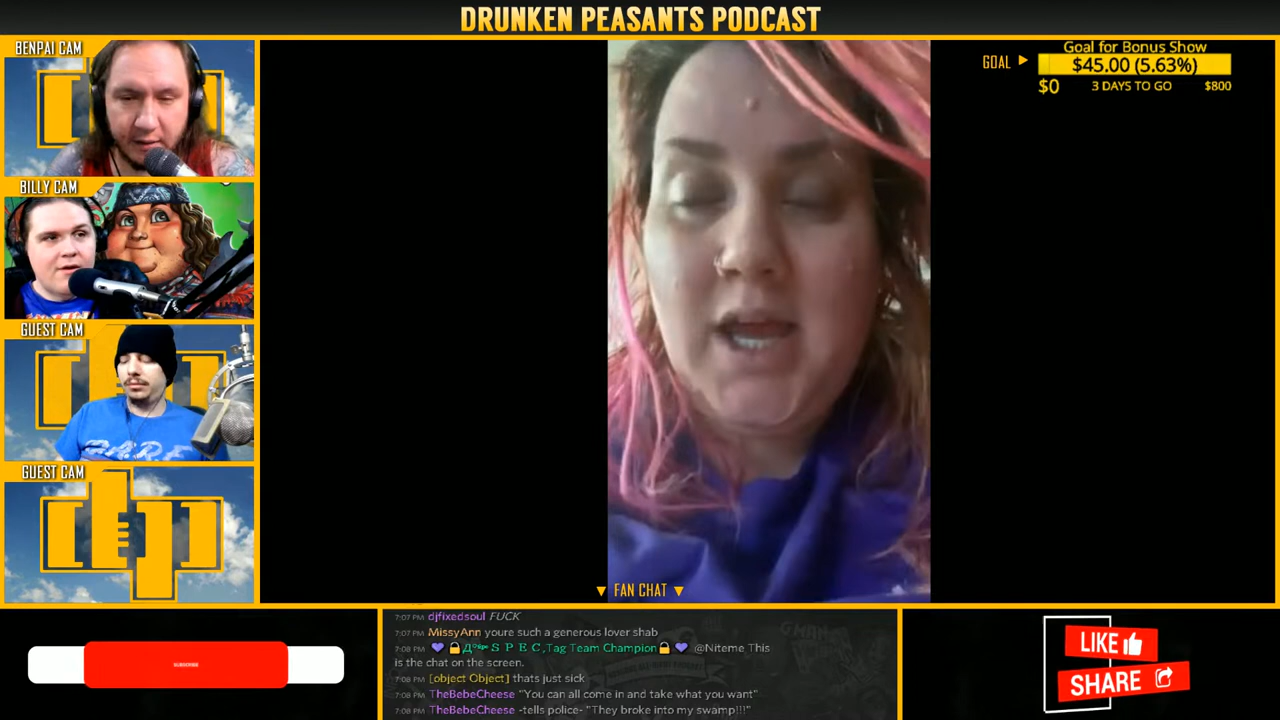 DRUNKEN PEASANTS PODCAST
BENPAI CAM
BILLY CAM
GUEST CAM
GUEST CAM
GOAL
Goal for Bonus Show
$45.00 (5.63%)
$0 3 DAYS TO GO $800
FAN CHAT
7:07 PM djfixedsoul FUCK
7:07 PM MissyAnn youre such a generous lover shab
S P E C,Tag Team Champion @Niteme This
is the chat on the screen.
7:08 PM [object Object] thats just sick
7:08 PM TheBebeCheese "You can all come in and take what you want"
7:08 PM TheBebeCheese -tells police- "They broke into my swamp!!!"
SUBSCRIBE
LIKE
SHARE